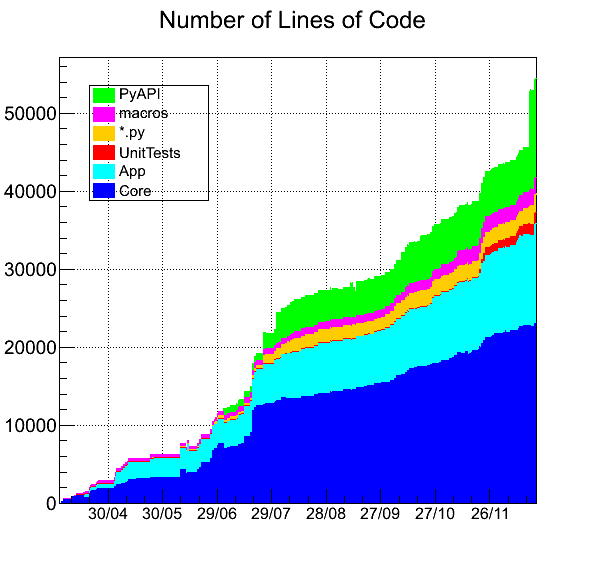 Number of Lines of Code
50000
40000
30000
20000
10000
0
PyAPI
macros
*.py
UnitTests
App
Core
30/04 30/05 29/06 29/07 28/08 27/09 27/10 26/11